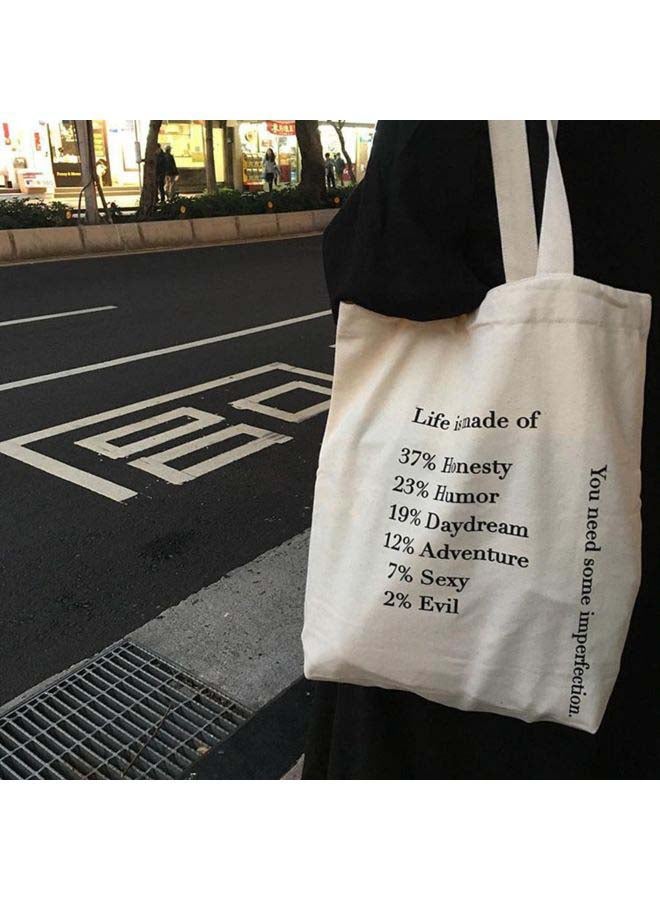 Life is made of
37% Honesty
23% Humor
19% Daydream
12% Adventure
7% Sexy
2% Evil
You need some imperfection.